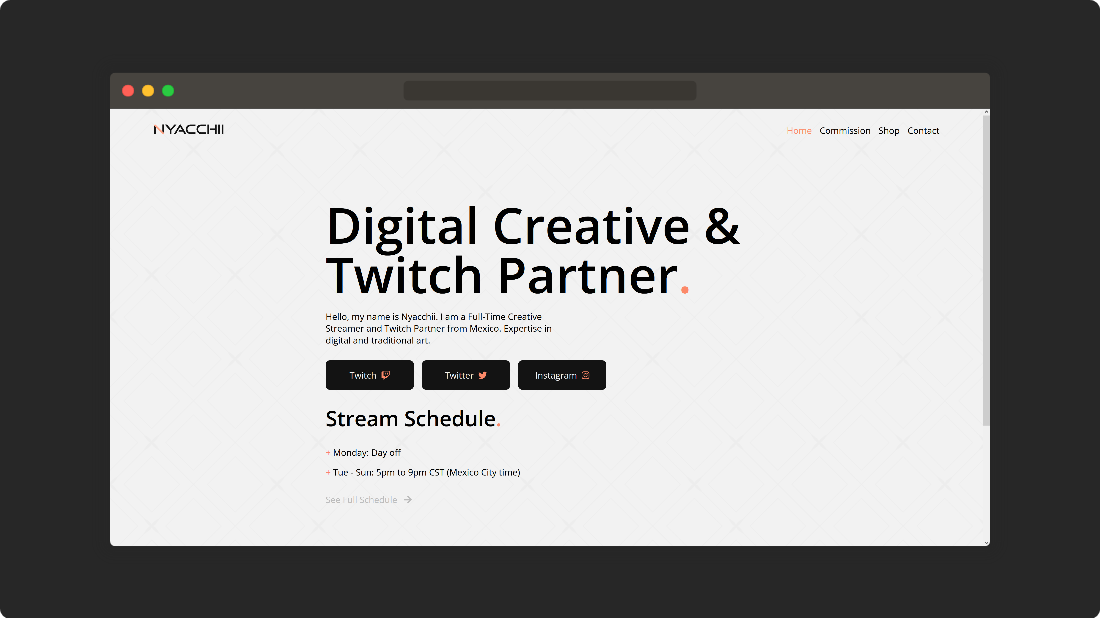 NYACCHII
Home Commission Shop Contact
Digital Creative &
Twitch Partner.
Hello, my name is Nyacchii. I am a Full-Time Creative
Streamer and Twitch Partner from Mexico. Expertise in
digital and traditional art.
Twitch Twitter Instagram
Stream Schedule.
+ Monday: Day off
+ Tue - Sun: 5pm to 9pm CST (Mexico City time)
See Full Schedule →